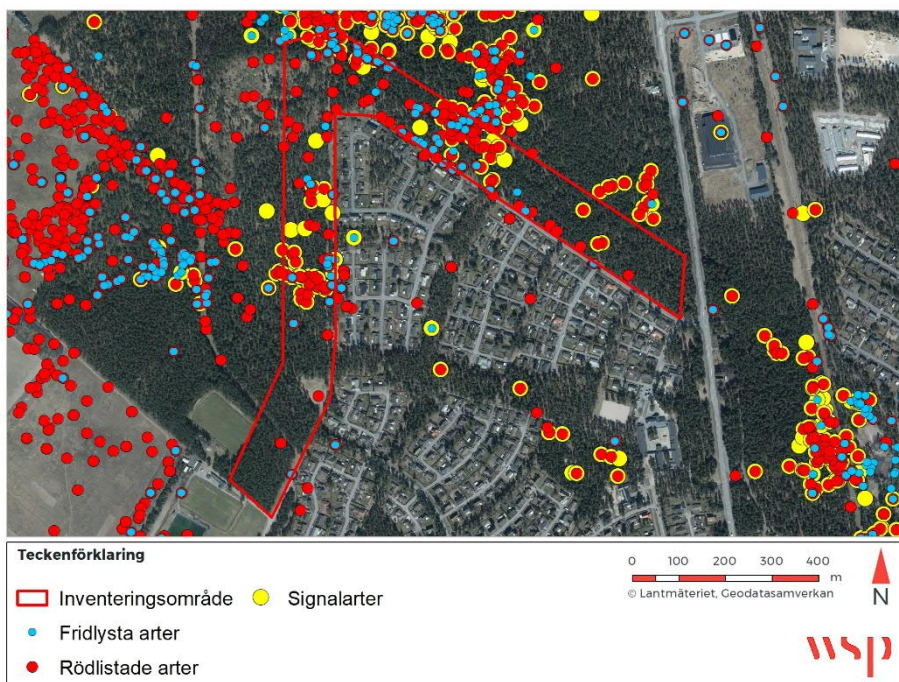 Teckenförklaring
Inventeringsområde
Signalarter
Fridlysta arter
Rödlistade arter
0 100 200 300 400
m
© Lantmäteriet, Geodatasamverkan
N
wsp